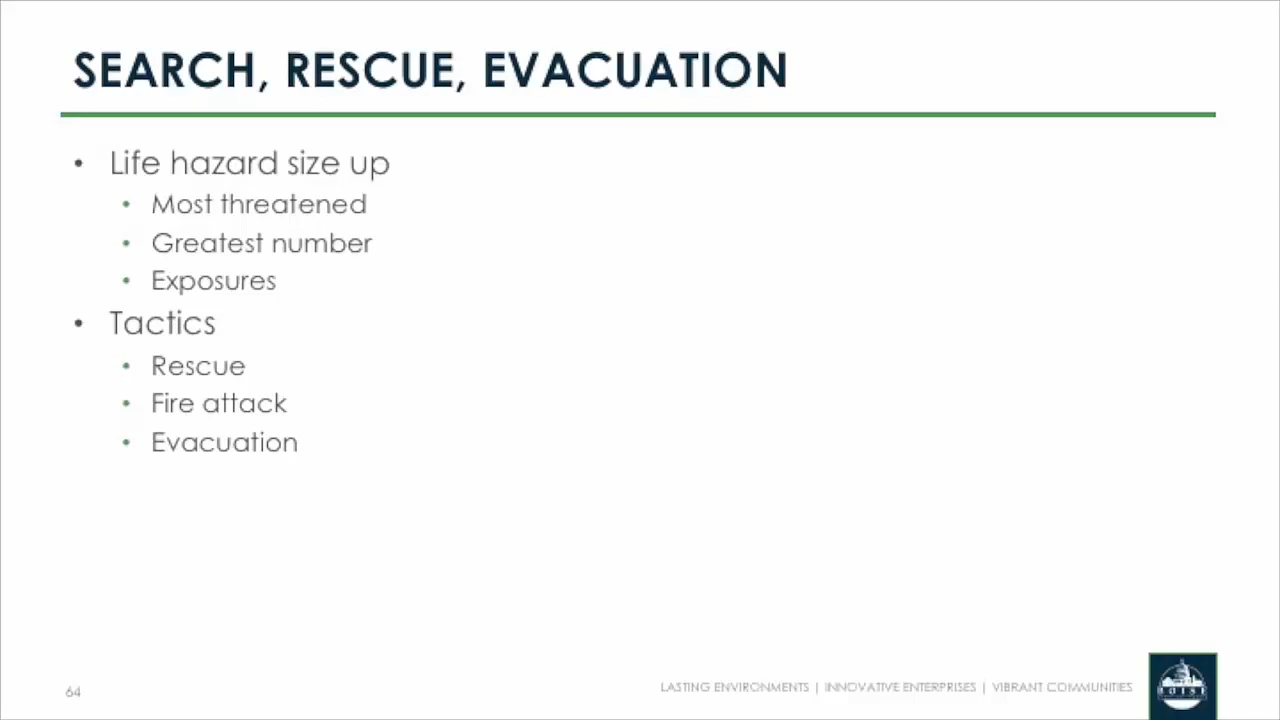 SEARCH, RESCUE, EVACUATION
• Life hazard size up
• Most threatened
• Greatest number
• Exposures
• Tactics
• Rescue
• Fire attack
• Evacuation
64
LASTING ENVIRONMENTS | INNOVATIVE ENTERPRISES | VIBRANT COMMUNITIES
BOISE